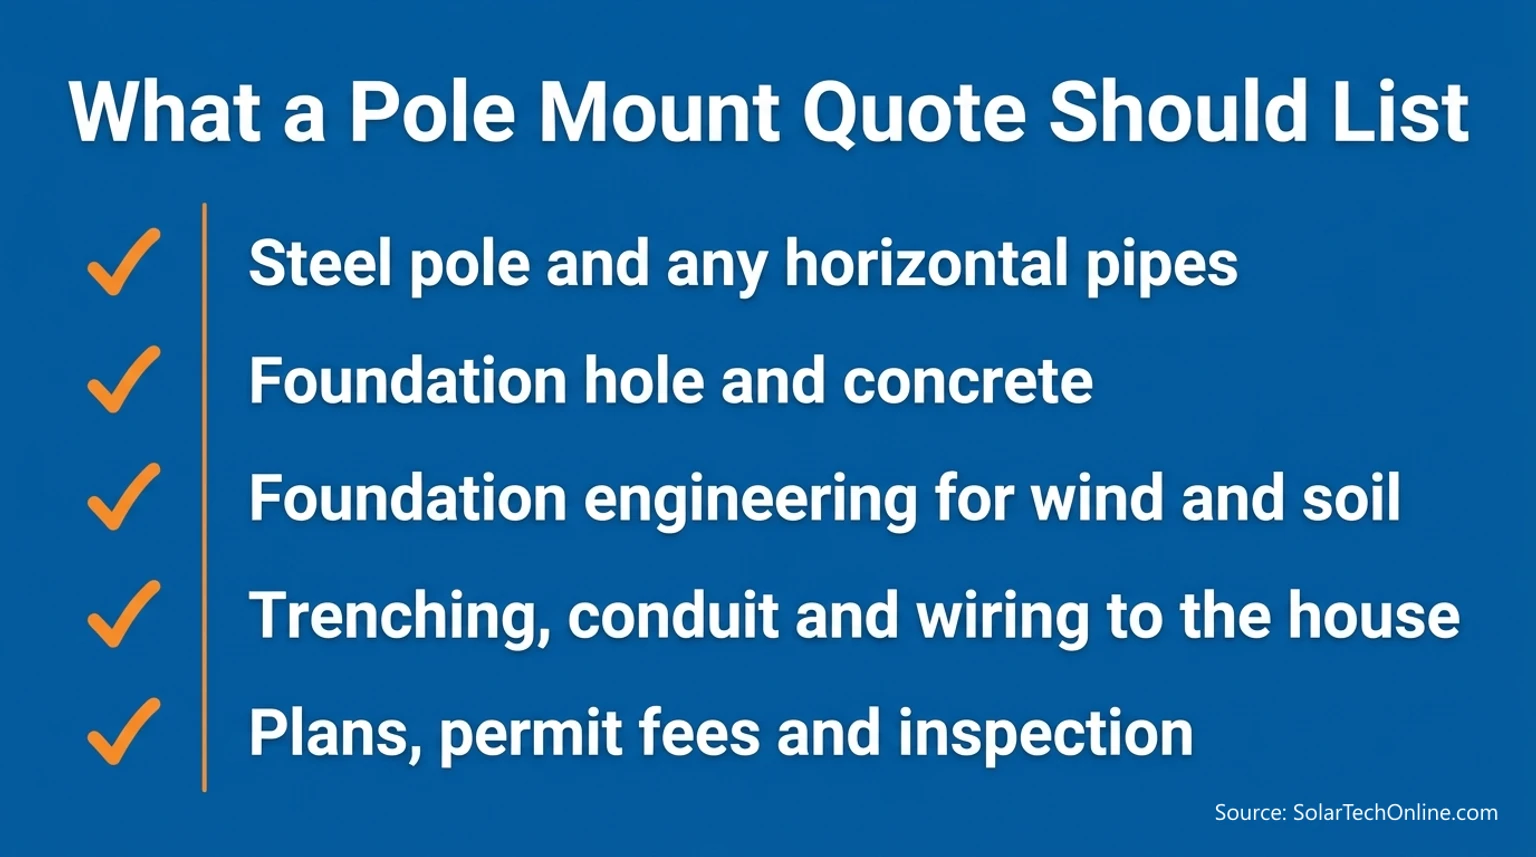 What a Pole Mount Quote Should List
Steel pole and any horizontal pipes
Foundation hole and concrete
Foundation engineering for wind and soil
Trenching, conduit and wiring to the house
Plans, permit fees and inspection
Source: SolarTechOnline.com